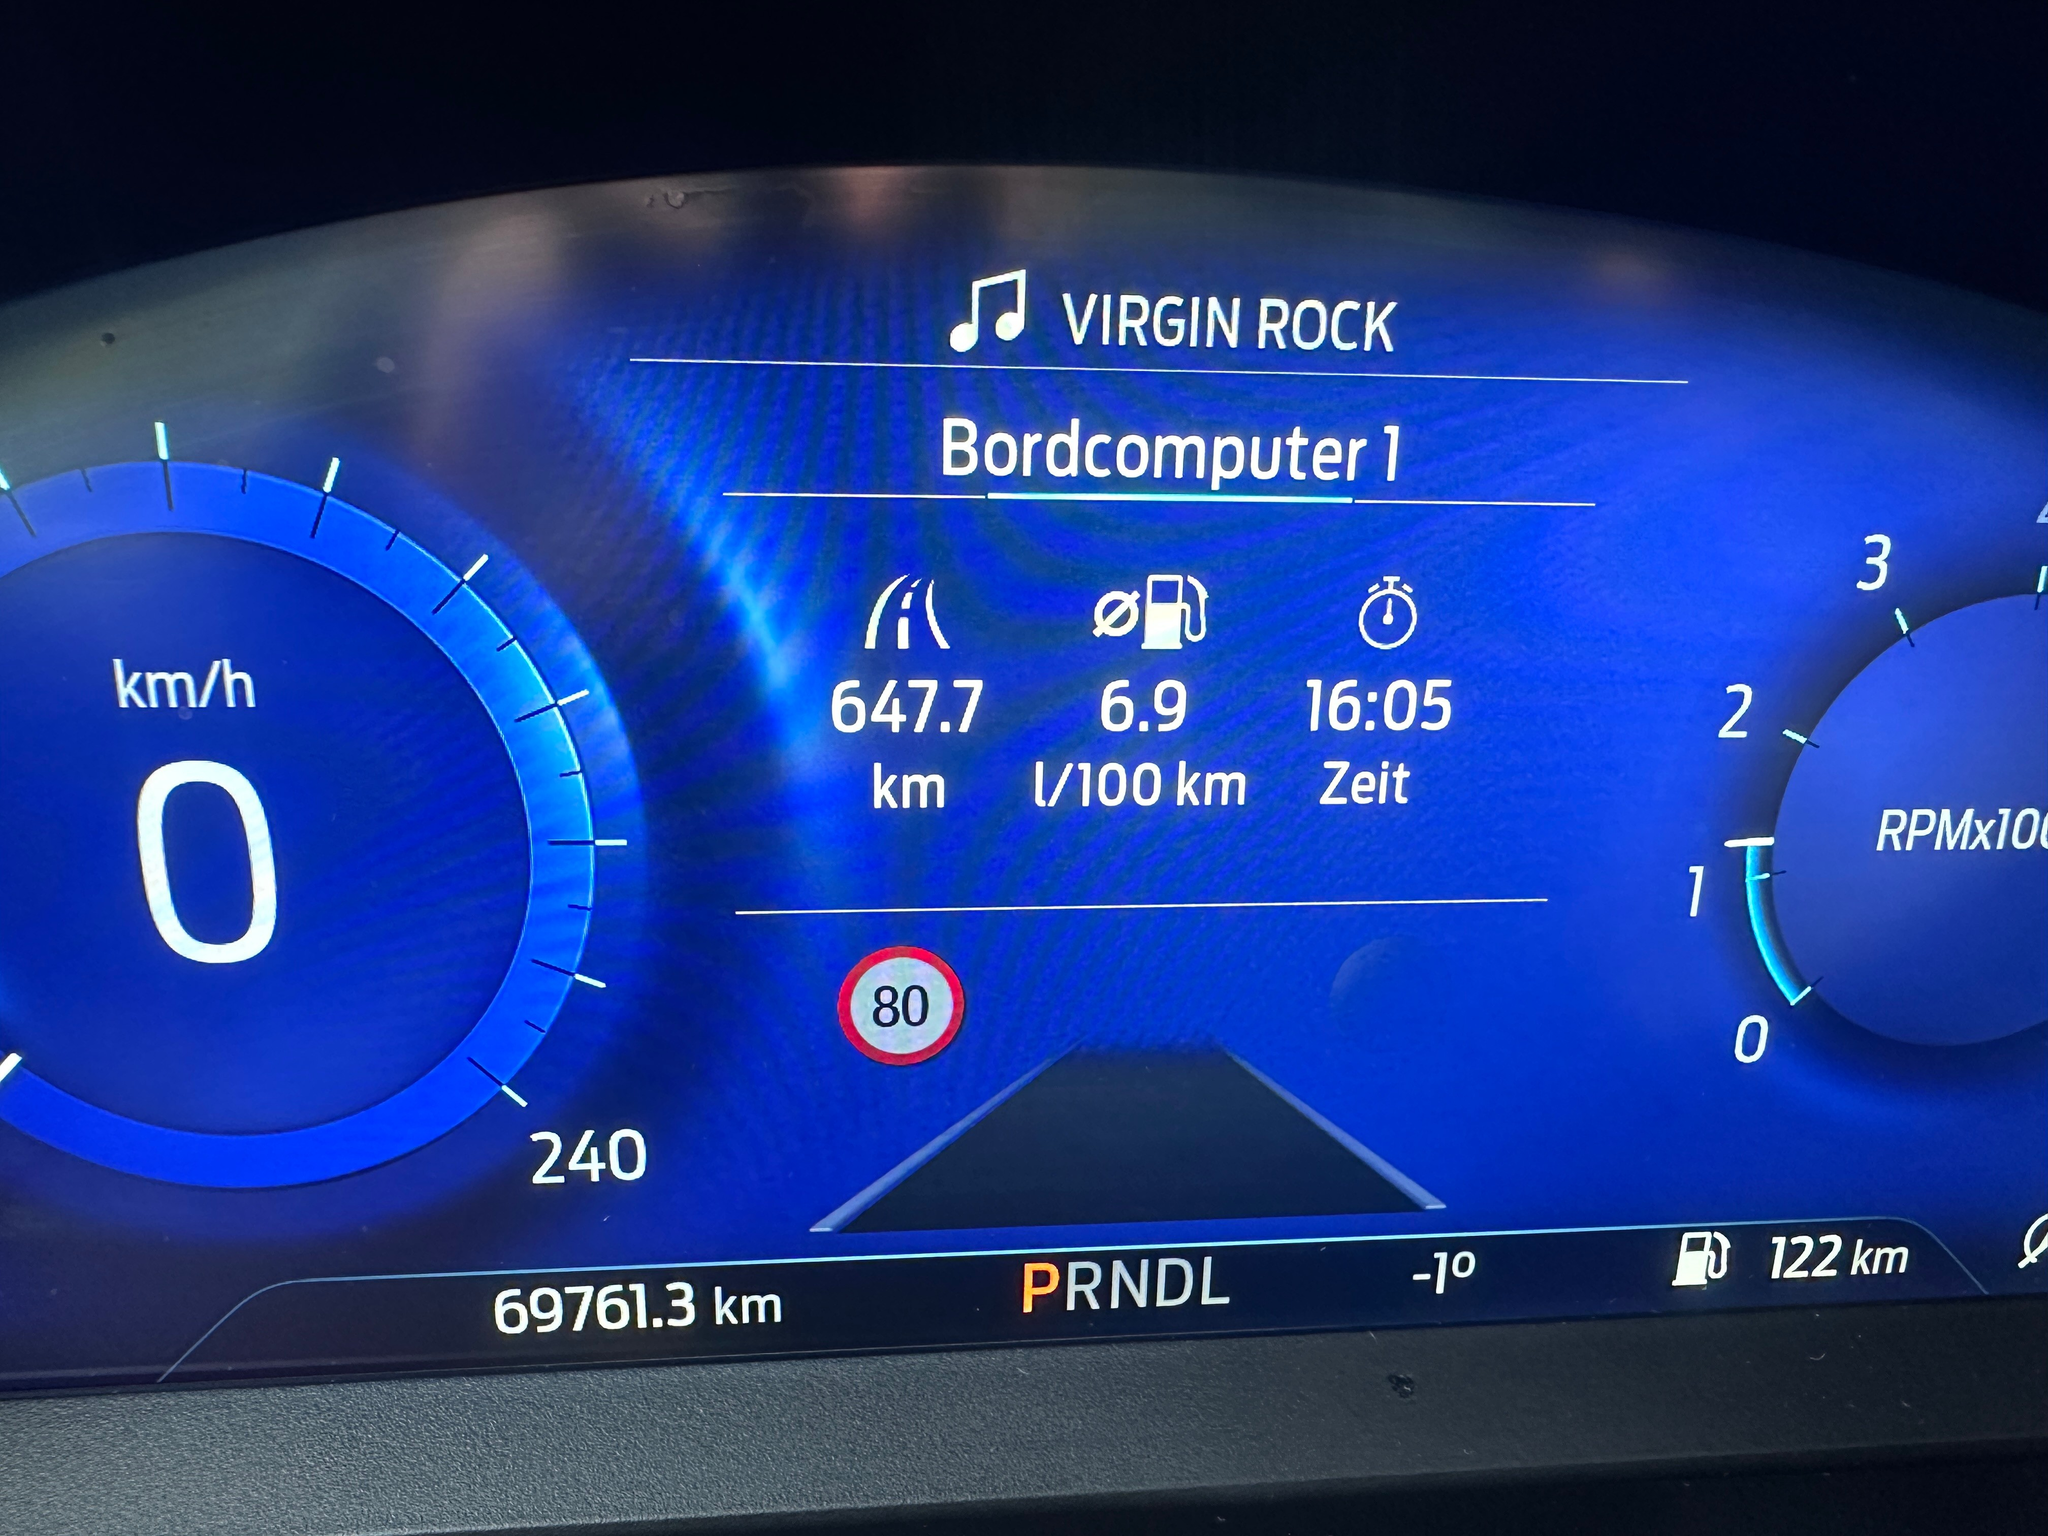 VIRGIN ROCK
Bordcomputer 1
647.7 6.9 16:05
km l/100 km Zeit
km/h
0
240
80
3
2
1
0
69761.3 km PRNDL -1° 122 km